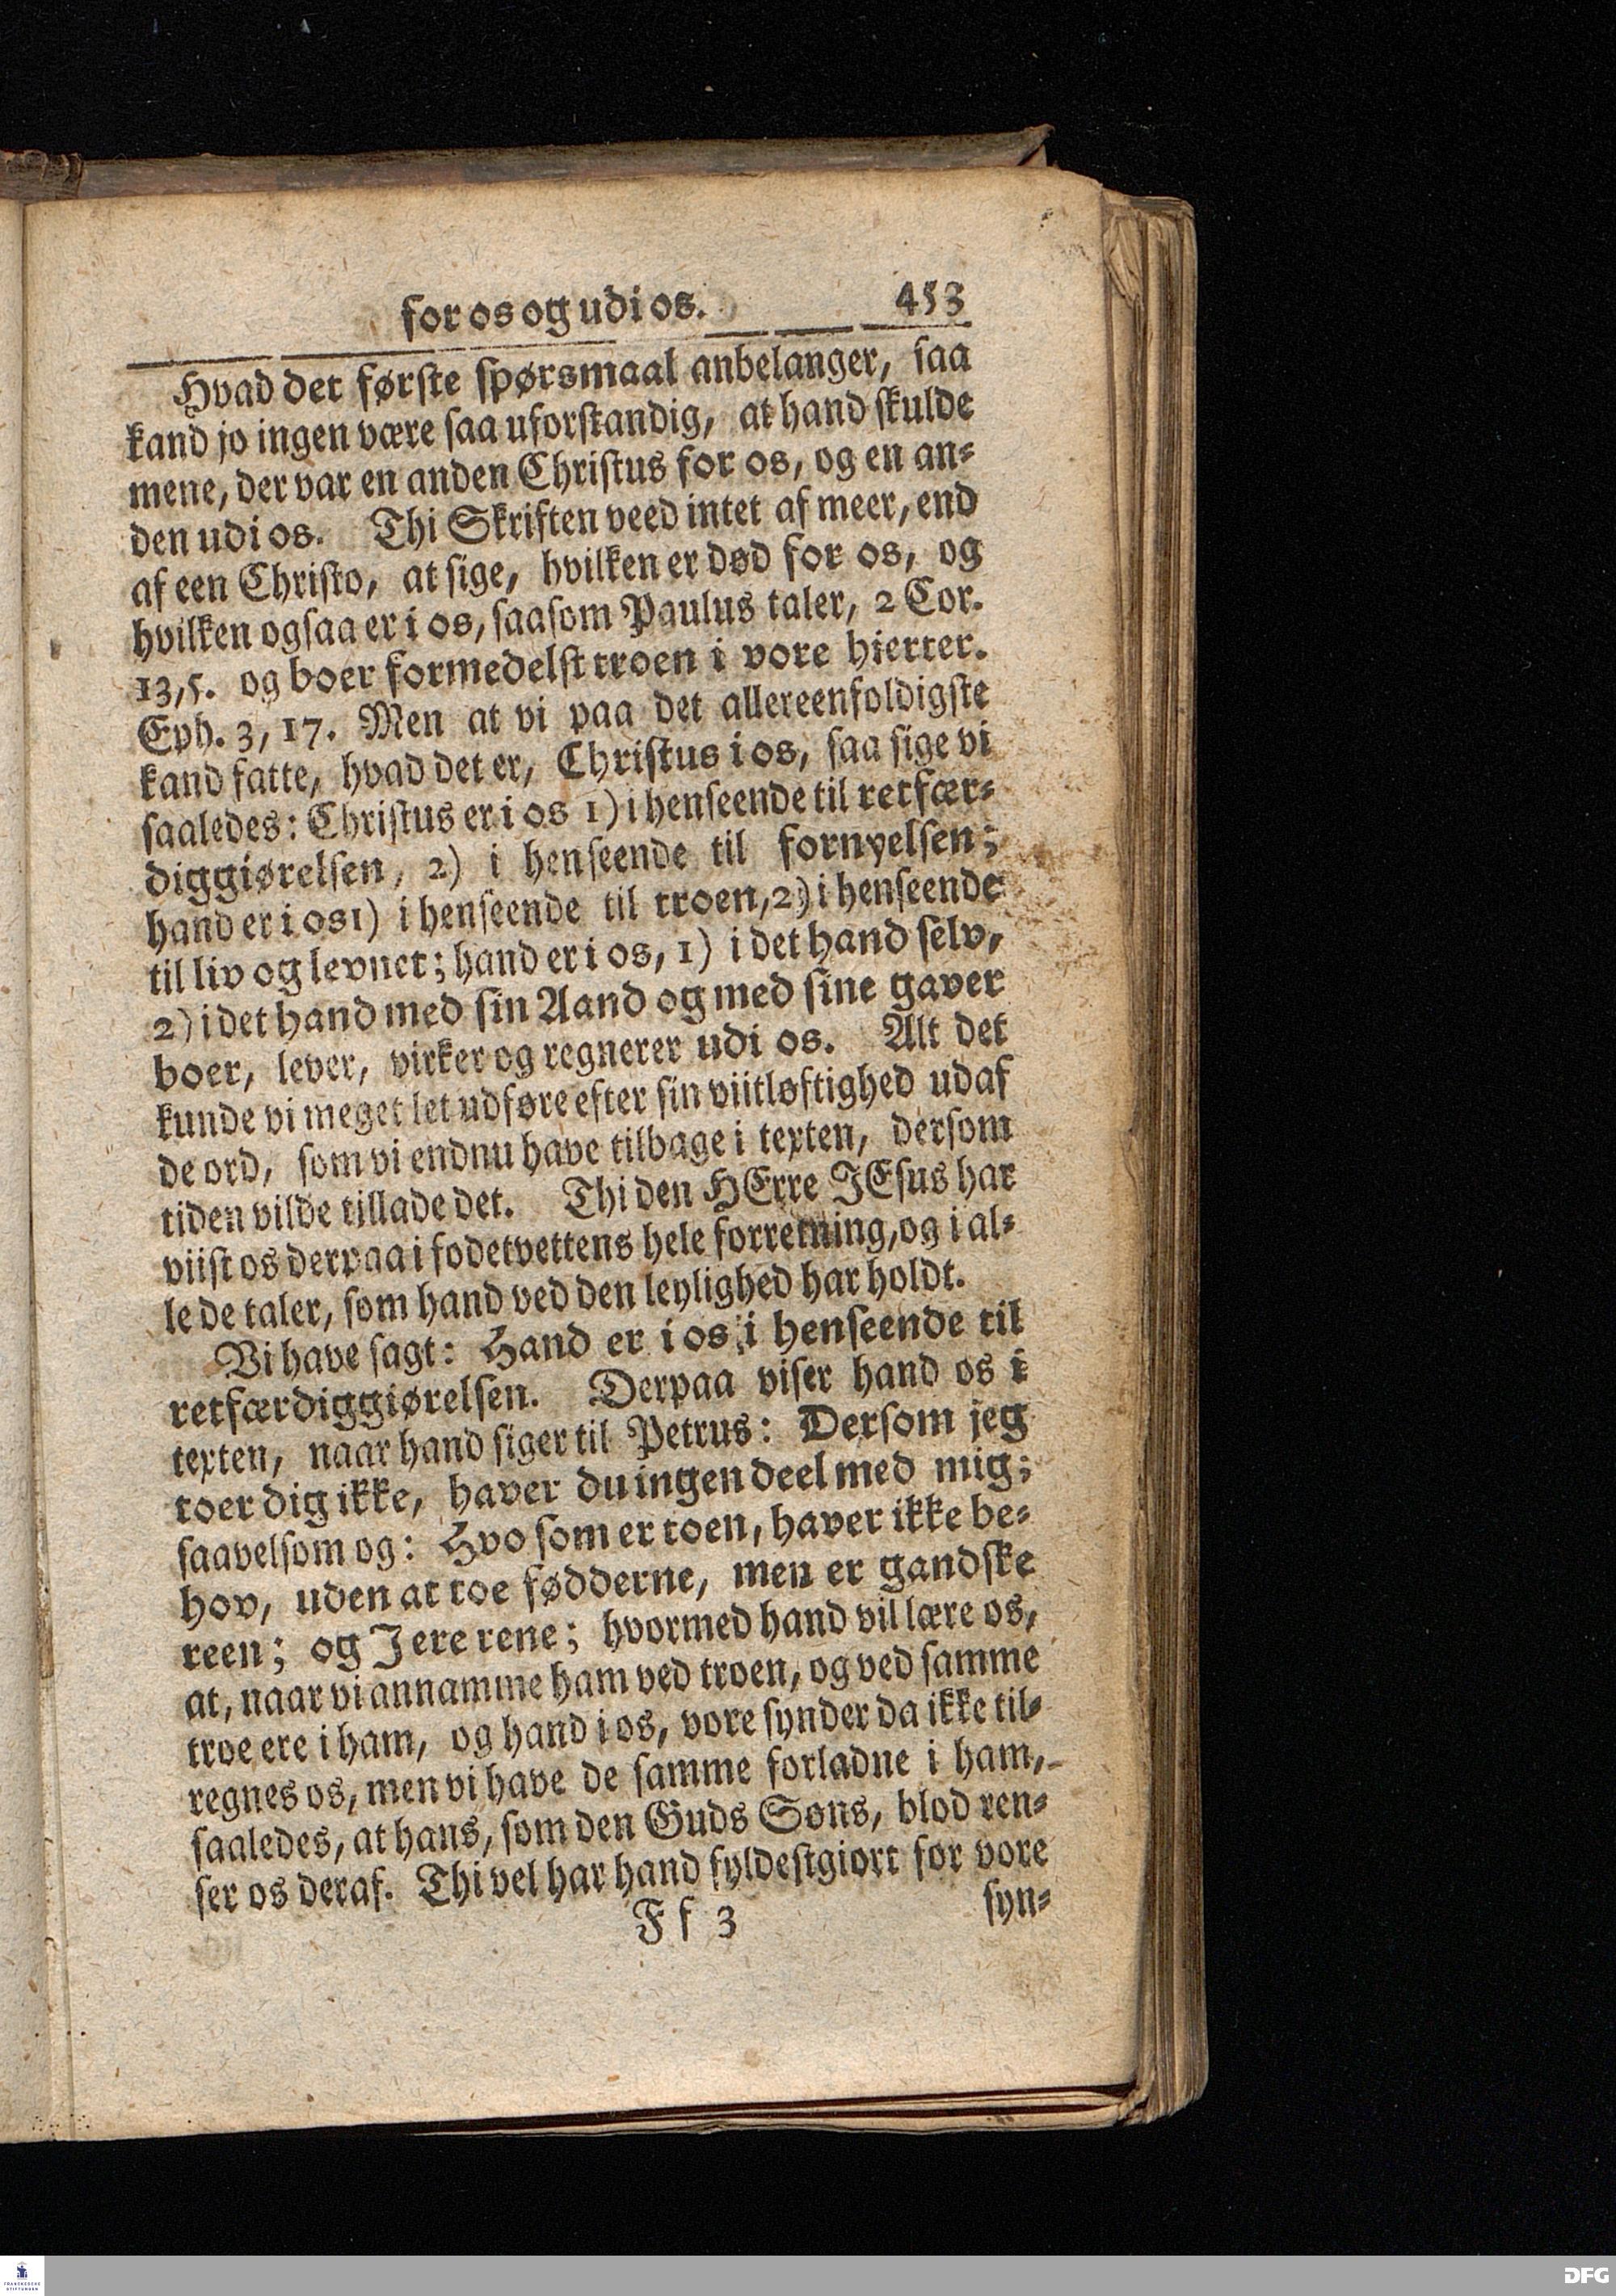 for os og udi os. 453
Hvad det første spørsmaal anbelanger, saa
kand jo ingen være saa uforstandig, at hand skulde
mene, der var en anden Christus for os, og en an-
den udi os. Thi Skriften veed intet af meer, end
af een Christo, at sige, hvilken er død for os, og
hvilken ogsaa er i os, saasom Paulus taler, 2 Cor.
13,5. og boer formedelst troen i vore hierter.
Eph. 3, 17. Men at vi paa det allereenfoldigste
kand fatte, hvad det er, Christus i os, saa sige vi
saaledes: Christus er i os 1) i henseende til retfær-
diggiørelsen, 2) i henseende til fornyelsen;
hand er i os 1) i henseende til troen, 2) i henseende
til liv og levnet; hand er i os, 1) i det hand selv,
2) i det hand med sin Aand og med sine gaver
boer, lever, virker og regnerer udi os. Alt det
kunde vi meget let udføre efter sin viitløftighed udaf
de ord, som vi endnu have tilbage i texten, dersom
tiden vilde tillade det. Thi den HErre JEsus har
viist os derpaa i fodetvettens hele forretning, og i al-
le de taler, som hand ved den leylighed har holdt.
Vi have sagt: Hand er i os i henseende til
retfærdiggiørelsen. Derpaa viser hand os i
texten, naar hand siger til Petrus: Dersom jeg
toer dig ikke, haver du ingen deel med mig;
saavelsom og: Hvo som er toen, haver ikke be-
hov, uden at toe fødderne, men er gandske
reen; og J ere rene; hvormed hand vil lære os,
at, naar vi annamme ham ved troen, og ved samme
troe ere i ham, og hand i os, vore synder da ikke til-
regnes os, men vi have de samme forladne i ham,
saaledes, at hans, som den Guds Søns, blod ren-
ser os deraf. Thi vel har hand fyldestgiort for vore
Ff 3 syn-
FRANCKESCHE STIFTUNGEN
DFG